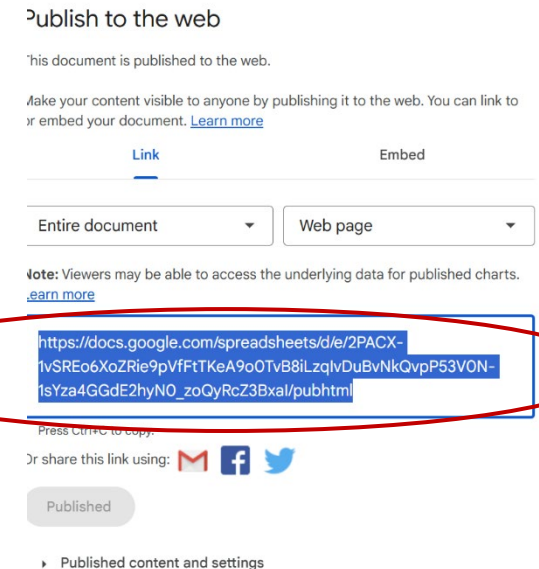 Publish to the web
This document is published to the web.
Make your content visible to anyone by publishing it to the web. You can link to
or embed your document. Learn more
Link
Embed
Entire document
Web page
Note: Viewers may be able to access the underlying data for published charts.
Learn more
https://docs.google.com/spreadsheets/d/e/2PACX-
1vSREo6XoZRie9pVfFtTKeA9o0TvB8iLzqlvDuBvNkQvpP53V0N-
1sYza4GGdE2hyN0_zoQyRcZ3BxaI/pubhtml
Press Ctrl+C to copy.
Or share this link using:
Published
Published content and settings